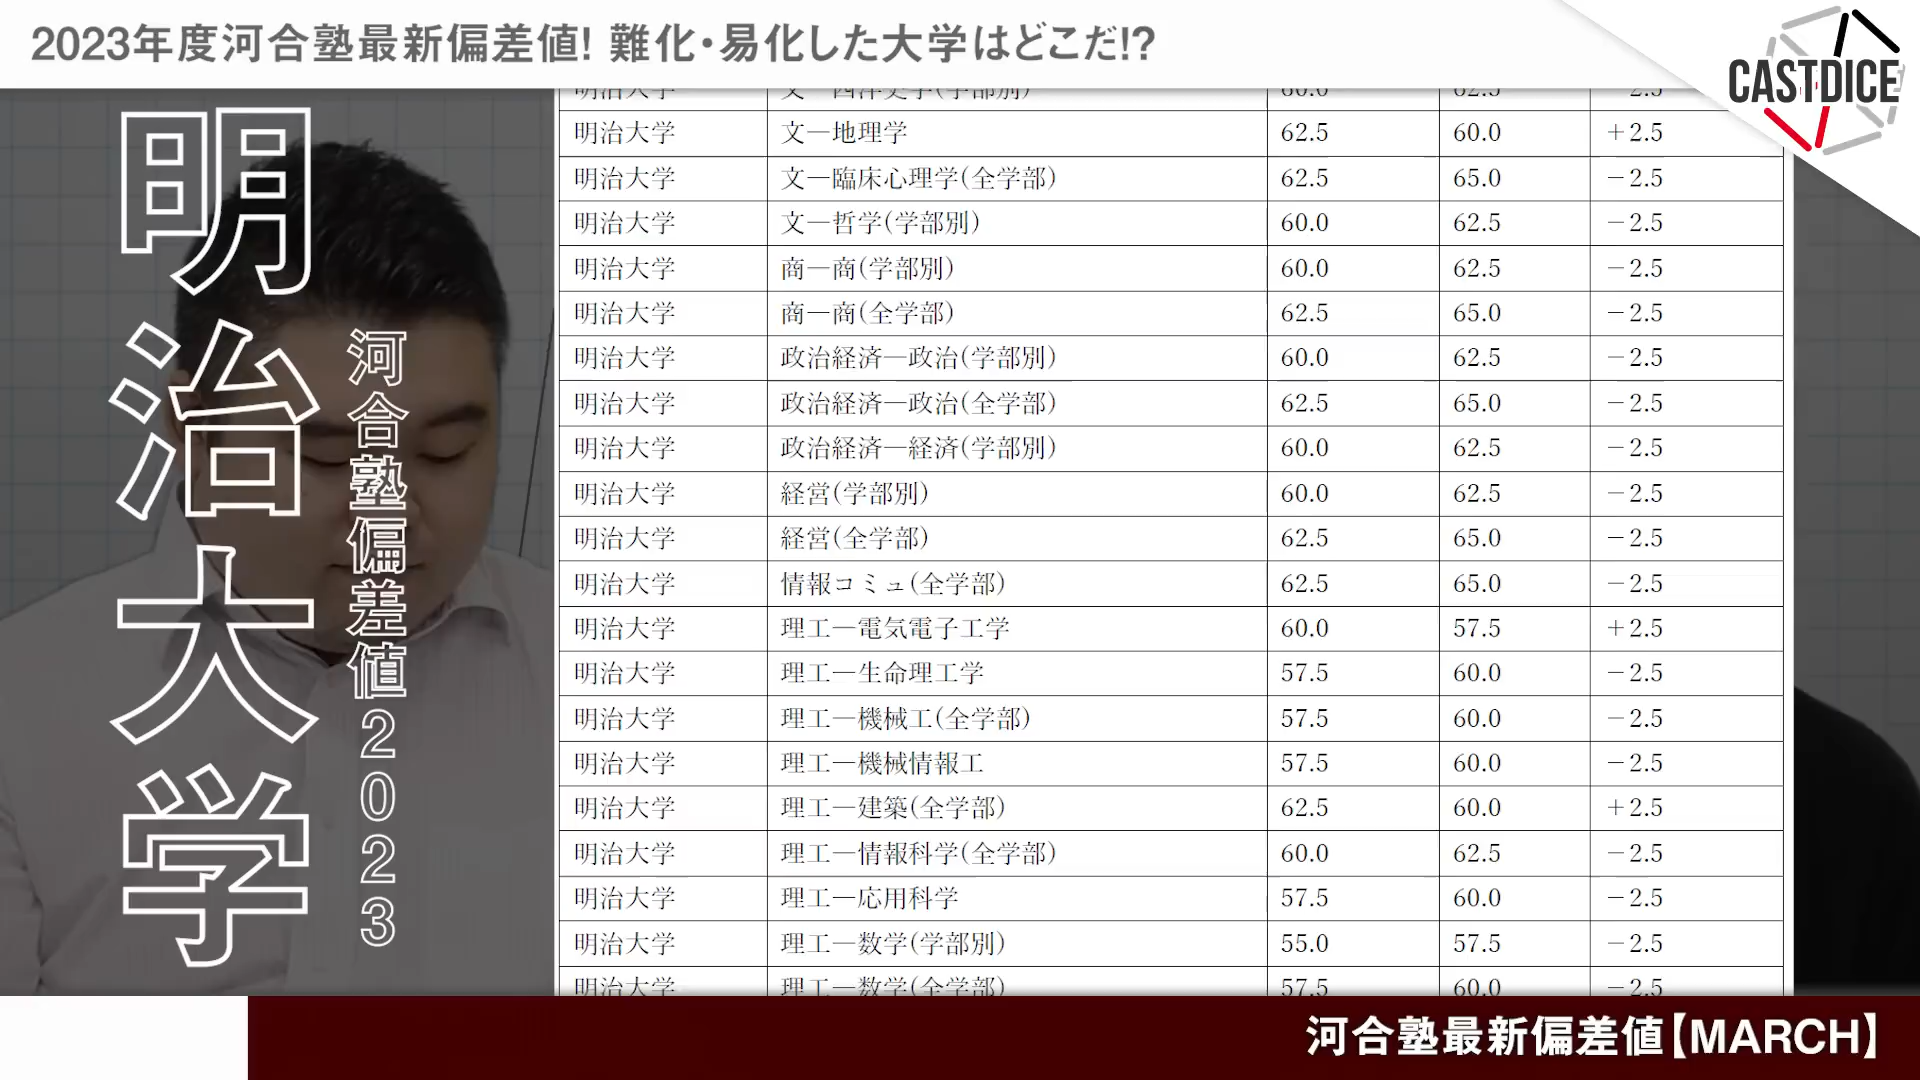 2023年度河合塾最新偏差値! 難化・易化した大学はどこだ!?
CASTDICE
明治大学
河合塾偏差値2023
明治大学 文―西洋史学(学部別) 60.0 62.5 －2.5
明治大学 文―地理学 62.5 60.0 ＋2.5
明治大学 文―臨床心理学(全学部) 62.5 65.0 －2.5
明治大学 文―哲学(学部別) 60.0 62.5 －2.5
明治大学 商―商(学部別) 60.0 62.5 －2.5
明治大学 商―商(全学部) 62.5 65.0 －2.5
明治大学 政治経済―政治(学部別) 60.0 62.5 －2.5
明治大学 政治経済―政治(全学部) 62.5 65.0 －2.5
明治大学 政治経済―経済(学部別) 60.0 62.5 －2.5
明治大学 経営(学部別) 60.0 62.5 －2.5
明治大学 経営(全学部) 62.5 65.0 －2.5
明治大学 情報コミュ(全学部) 62.5 65.0 －2.5
明治大学 理工―電気電子工学 60.0 57.5 ＋2.5
明治大学 理工―生命理工学 57.5 60.0 －2.5
明治大学 理工―機械工(全学部) 57.5 60.0 －2.5
明治大学 理工―機械情報工 57.5 60.0 －2.5
明治大学 理工―建築(全学部) 62.5 60.0 ＋2.5
明治大学 理工―情報科学(全学部) 60.0 62.5 －2.5
明治大学 理工―応用科学 57.5 60.0 －2.5
明治大学 理工―数学(学部別) 55.0 57.5 －2.5
明治大学 理工―数学(全学部) 57.5 60.0 －2.5
河合塾最新偏差値【MARCH】